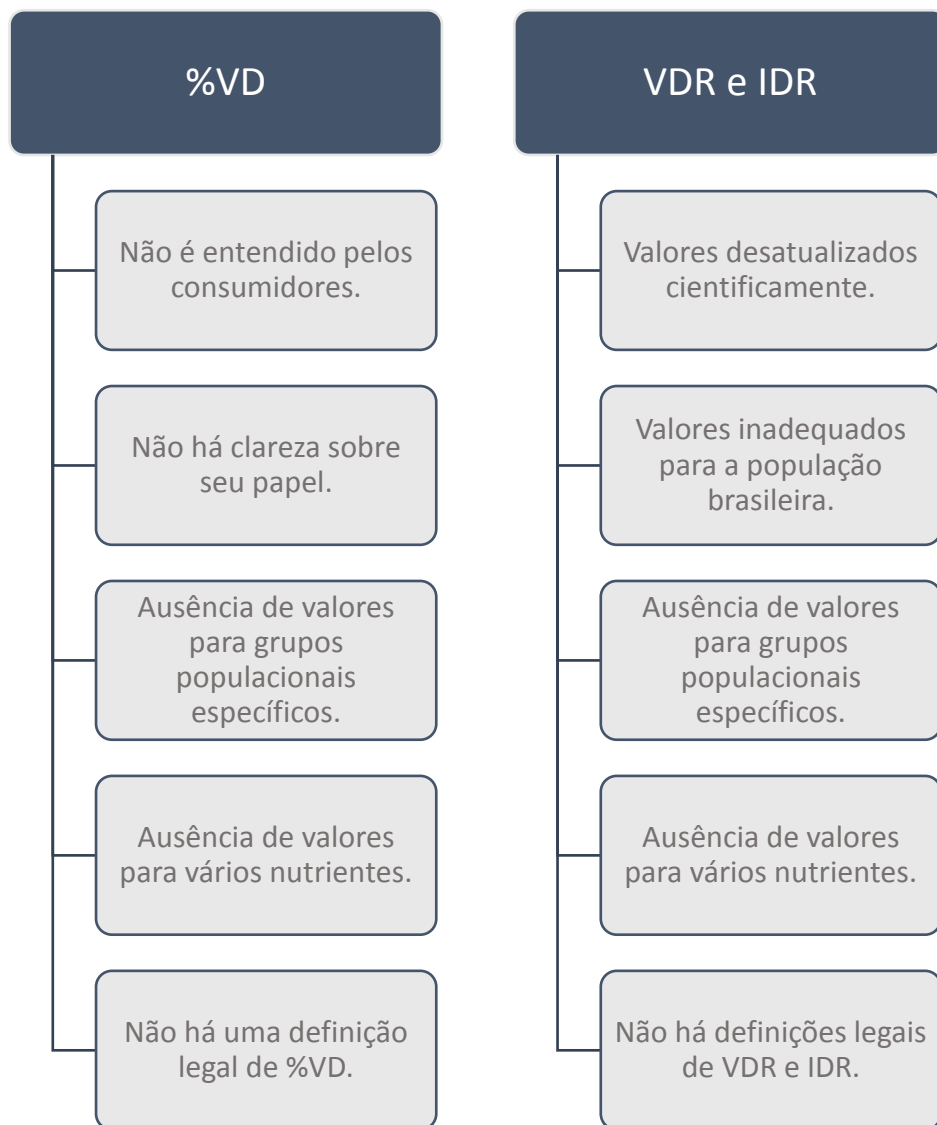 %VD
Não é entendido pelos
consumidores.
Não há clareza sobre
seu papel.
Ausência de valores
para grupos
populacionais
específicos.
Ausência de valores
para vários nutrientes.
Não há uma definição
legal de %VD.
VDR e IDR
Valores desatualizados
cientificamente.
Valores inadequados
para a população
brasileira.
Ausência de valores
para grupos
populacionais
específicos.
Ausência de valores
para vários nutrientes.
Não há definições legais
de VDR e IDR.